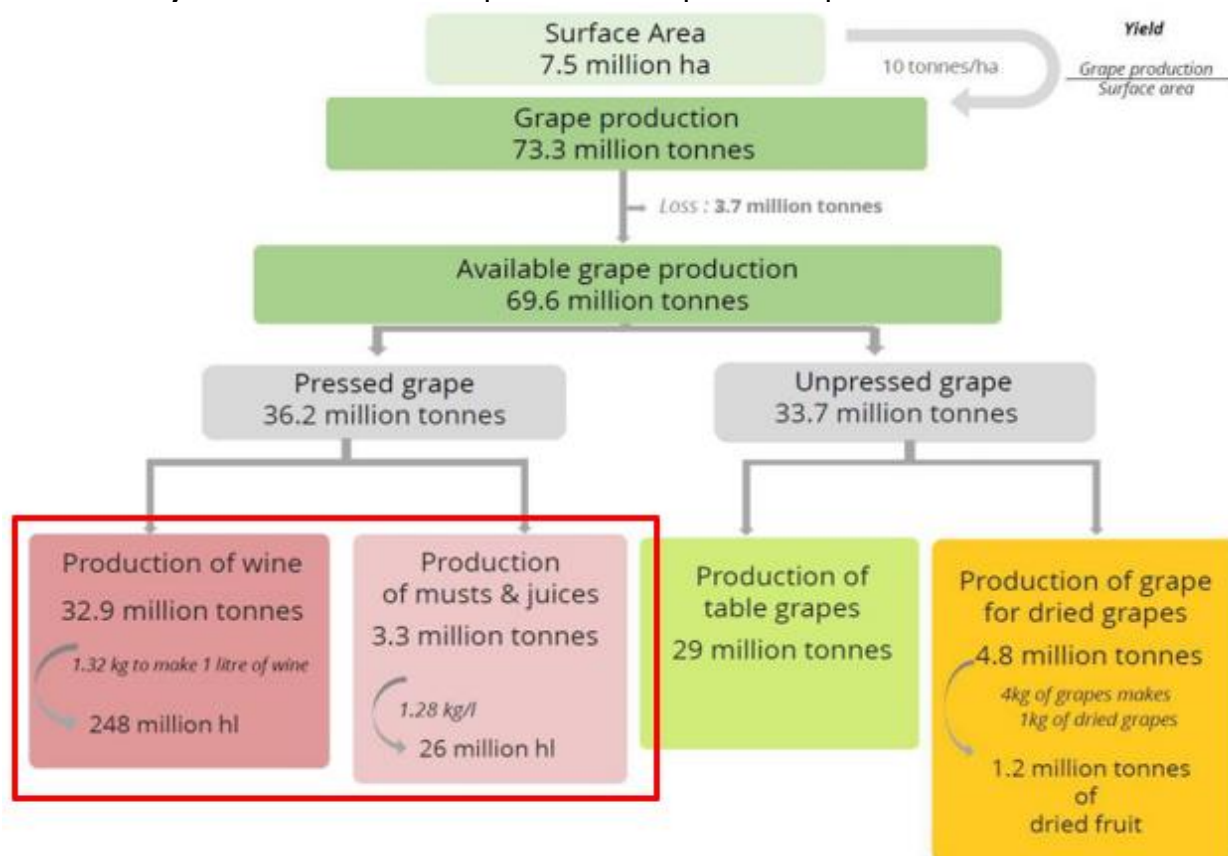 Surface Area
7.5 million ha
10 tonnes/ha
Yield
Grape production
Surface area
Grape production
73.3 million tonnes
Loss : 3.7 million tonnes
Available grape production
69.6 million tonnes
Pressed grape
36.2 million tonnes
Unpressed grape
33.7 million tonnes
Production of wine
32.9 million tonnes
1.32 kg to make 1 litre of wine
248 million hl
Production
of musts & juices
3.3 million tonnes
1.28 kg/l
26 million hl
Production of
table grapes
29 million tonnes
Production of grape
for dried grapes
4.8 million tonnes
4kg of grapes makes
1kg of dried grapes
1.2 million tonnes
of
dried fruit